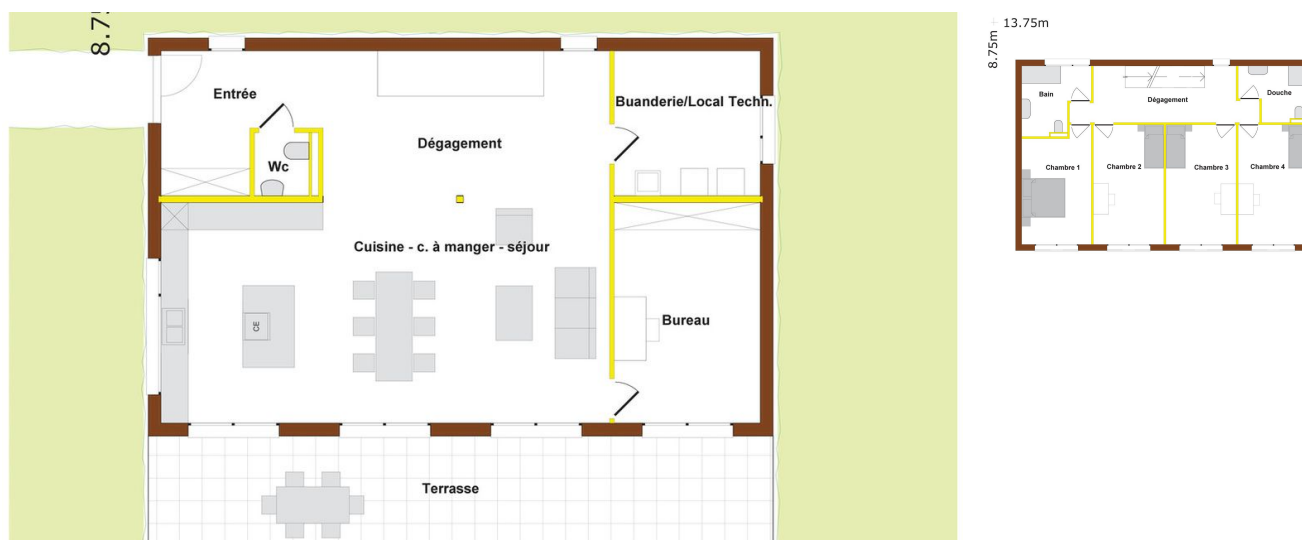 8.7
Entrée
Buanderie/Local Techn.
Dégagement
Wc
Cuisine - c. à manger - séjour
CE
Bureau
Terrasse
13.75m
8.75m
Bain
Dégagement
Douche
Chambre 1
Chambre 2
Chambre 3
Chambre 4